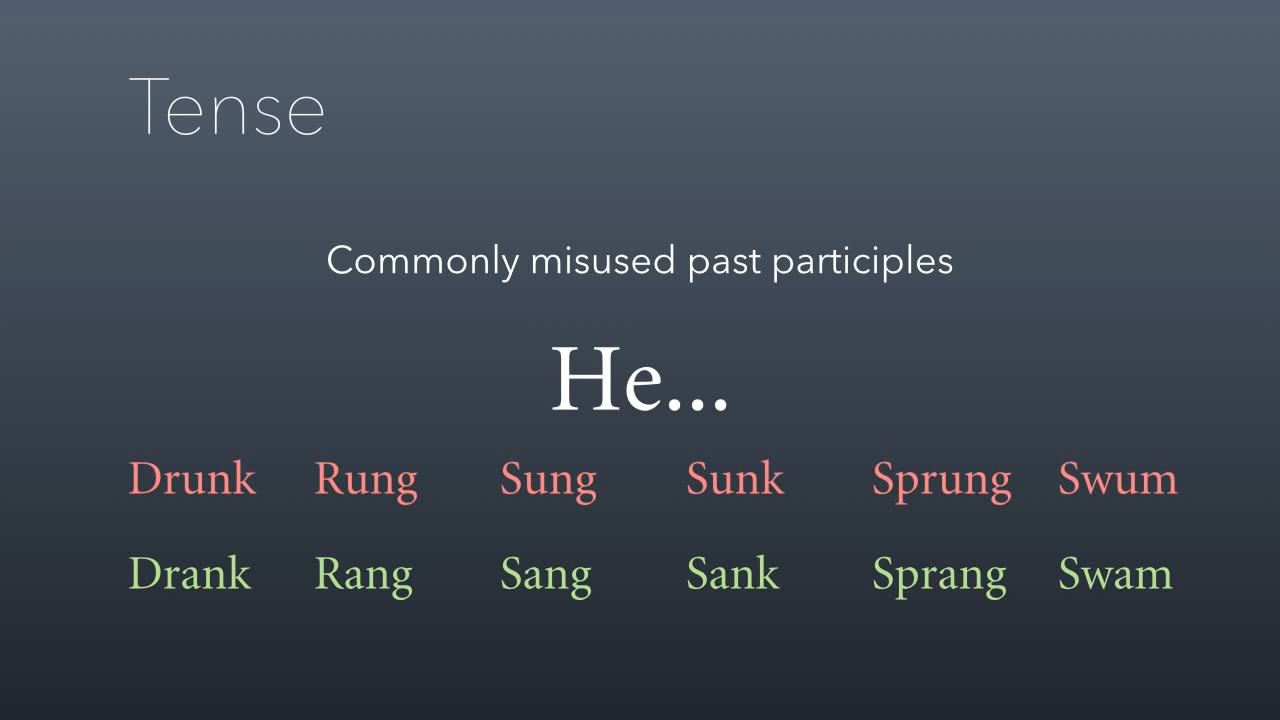 Tense
Commonly misused past participles
He...
Drunk Rung Sung Sunk Sprung Swum
Drank Rang Sang Sank Sprang Swam